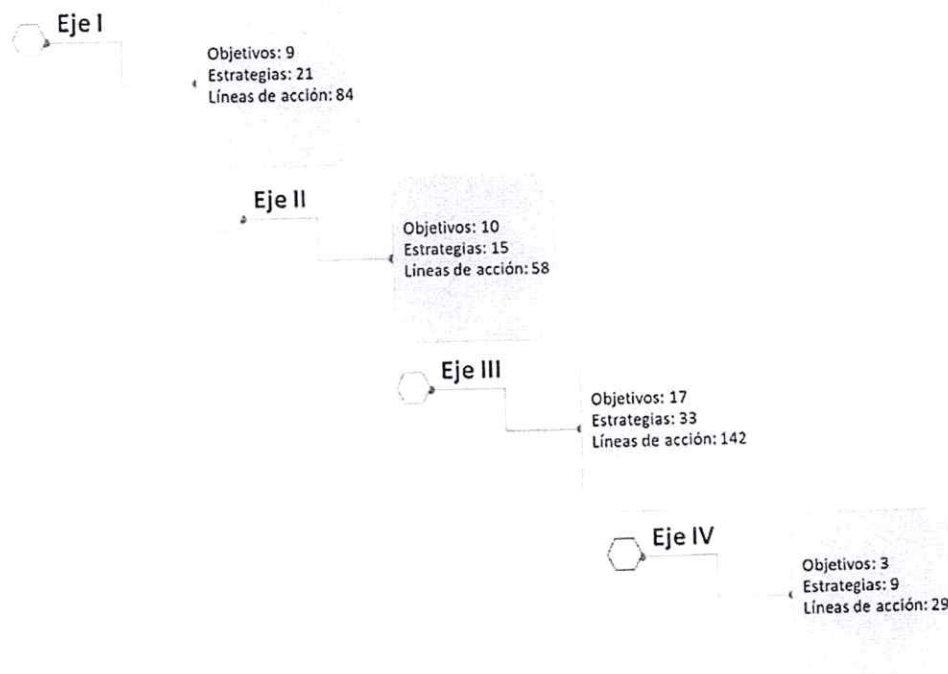 Eje I
Objetivos: 9
Estrategias: 21
Líneas de acción: 84
Eje II
Objetivos: 10
Estrategias: 15
Líneas de acción: 58
Eje III
Objetivos: 17
Estrategias: 33
Líneas de acción: 142
Eje IV
Objetivos: 3
Estrategias: 9
Líneas de acción: 29